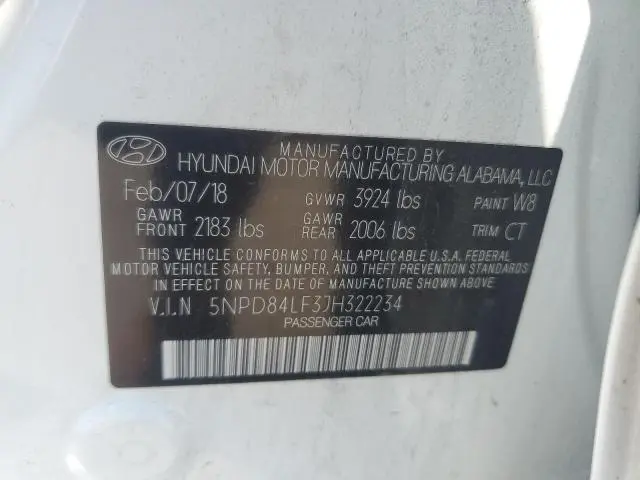 MANUFACTURED BY
HYUNDAI MOTOR MANUFACTURING ALABAMA, LLC
Feb/07/18 GVWR 3924 lbs PAINT W8
GAWR FRONT 2183 lbs GAWR REAR 2006 lbs TRIM CT
THIS VEHICLE CONFORMS TO ALL APPLICABLE U.S.A. FEDERAL
MOTOR VEHICLE SAFETY, BUMPER, AND THEFT PREVENTION STANDARDS
IN EFFECT ON THE DATE OF MANUFACTURE SHOWN ABOVE.
V.I.N 5NPD84LF3JH322234
PASSENGER CAR